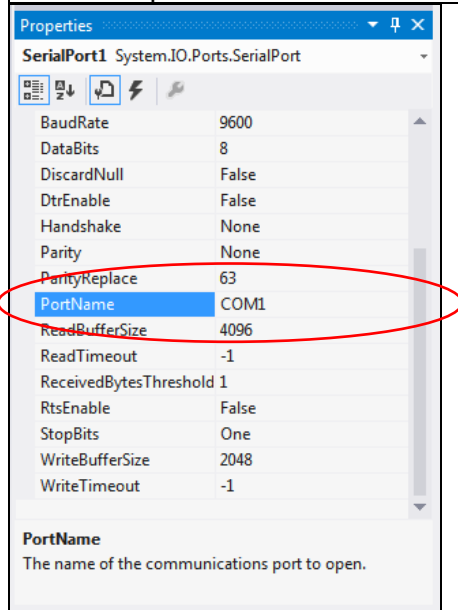 Properties
SerialPort1 System.IO.Ports.SerialPort
BaudRate 9600
DataBits 8
DiscardNull False
DtrEnable False
Handshake None
Parity None
ParityReplace 63
PortName COM1
ReadBufferSize 4096
ReadTimeout -1
ReceivedBytesThreshold 1
RtsEnable False
StopBits One
WriteBufferSize 2048
WriteTimeout -1
PortName
The name of the communications port to open.